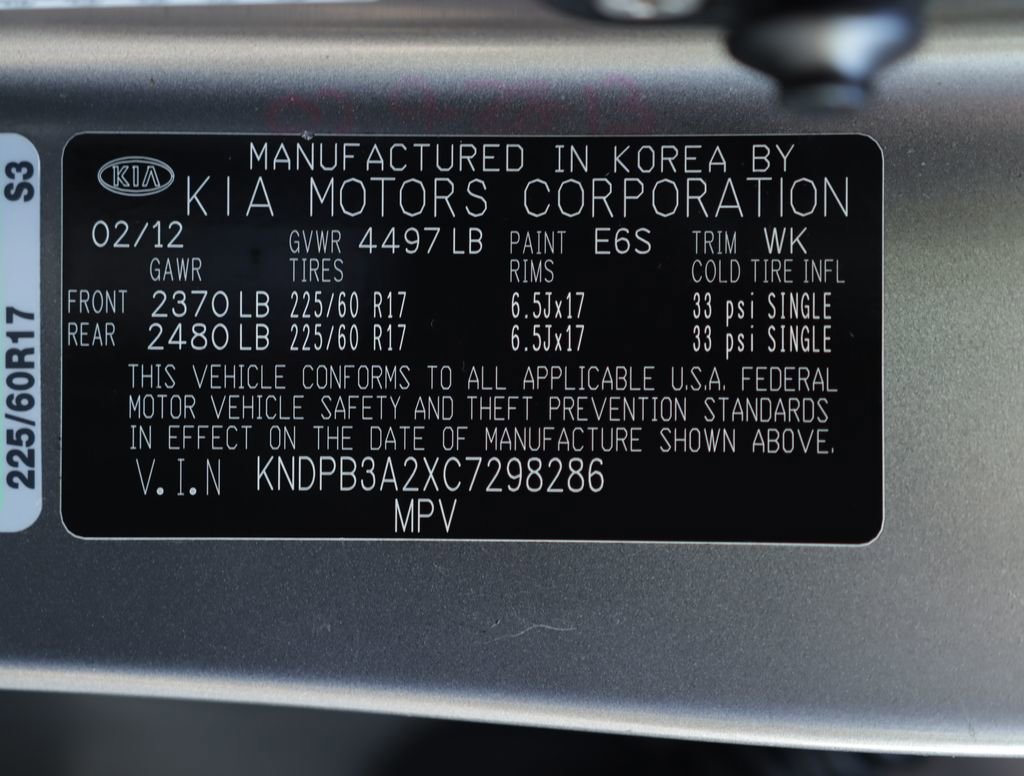 MANUFACTURED IN KOREA BY
KIA
KIA MOTORS CORPORATION
02/12 GVWR 4497 LB PAINT E6S TRIM WK
GAWR TIRES RIMS COLD TIRE INFL
FRONT 2370 LB 225/60 R17 6.5Jx17 33 psi SINGLE
REAR 2480 LB 225/60 R17 6.5Jx17 33 psi SINGLE
THIS VEHICLE CONFORMS TO ALL APPLICABLE U.S.A. FEDERAL
MOTOR VEHICLE SAFETY AND THEFT PREVENTION STANDARDS
IN EFFECT ON THE DATE OF MANUFACTURE SHOWN ABOVE.
V.I.N KNDPB3A2XC7298286
MPV
225/60R17 S3